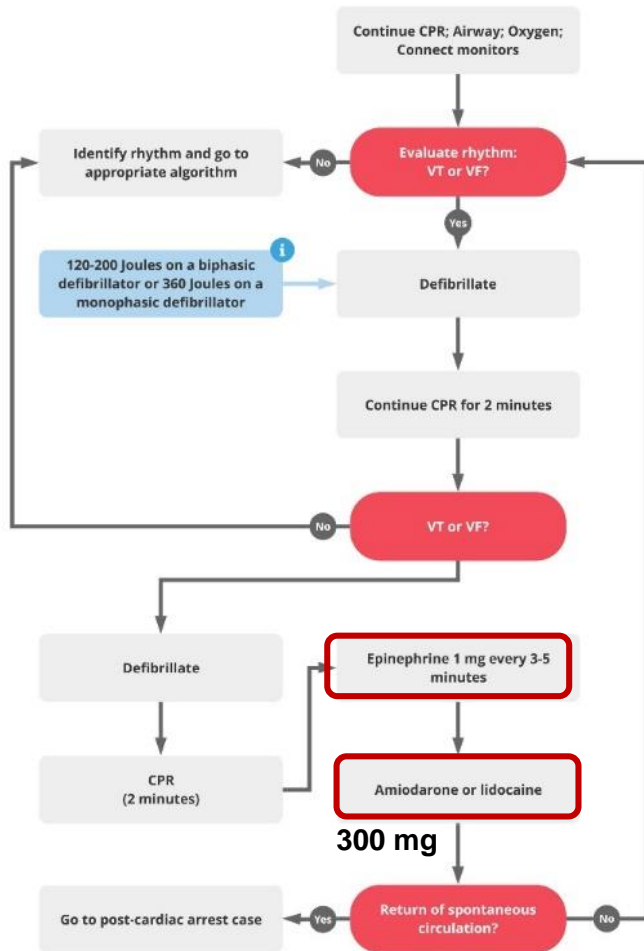 Continue CPR; Airway; Oxygen;
Connect monitors
Identify rhythm and go to
appropriate algorithm
No
Evaluate rhythm:
VT or VF?
Yes
i
120-200 Joules on a biphasic
defibrillator or 360 Joules on a
monophasic defibrillator
Defibrillate
Continue CPR for 2 minutes
No
VT or VF?
Defibrillate
Epinephrine 1 mg every 3-5
minutes
CPR
(2 minutes)
Amiodarone or lidocaine
300 mg
Go to post-cardiac arrest case
Yes
Return of spontaneous
circulation?
No